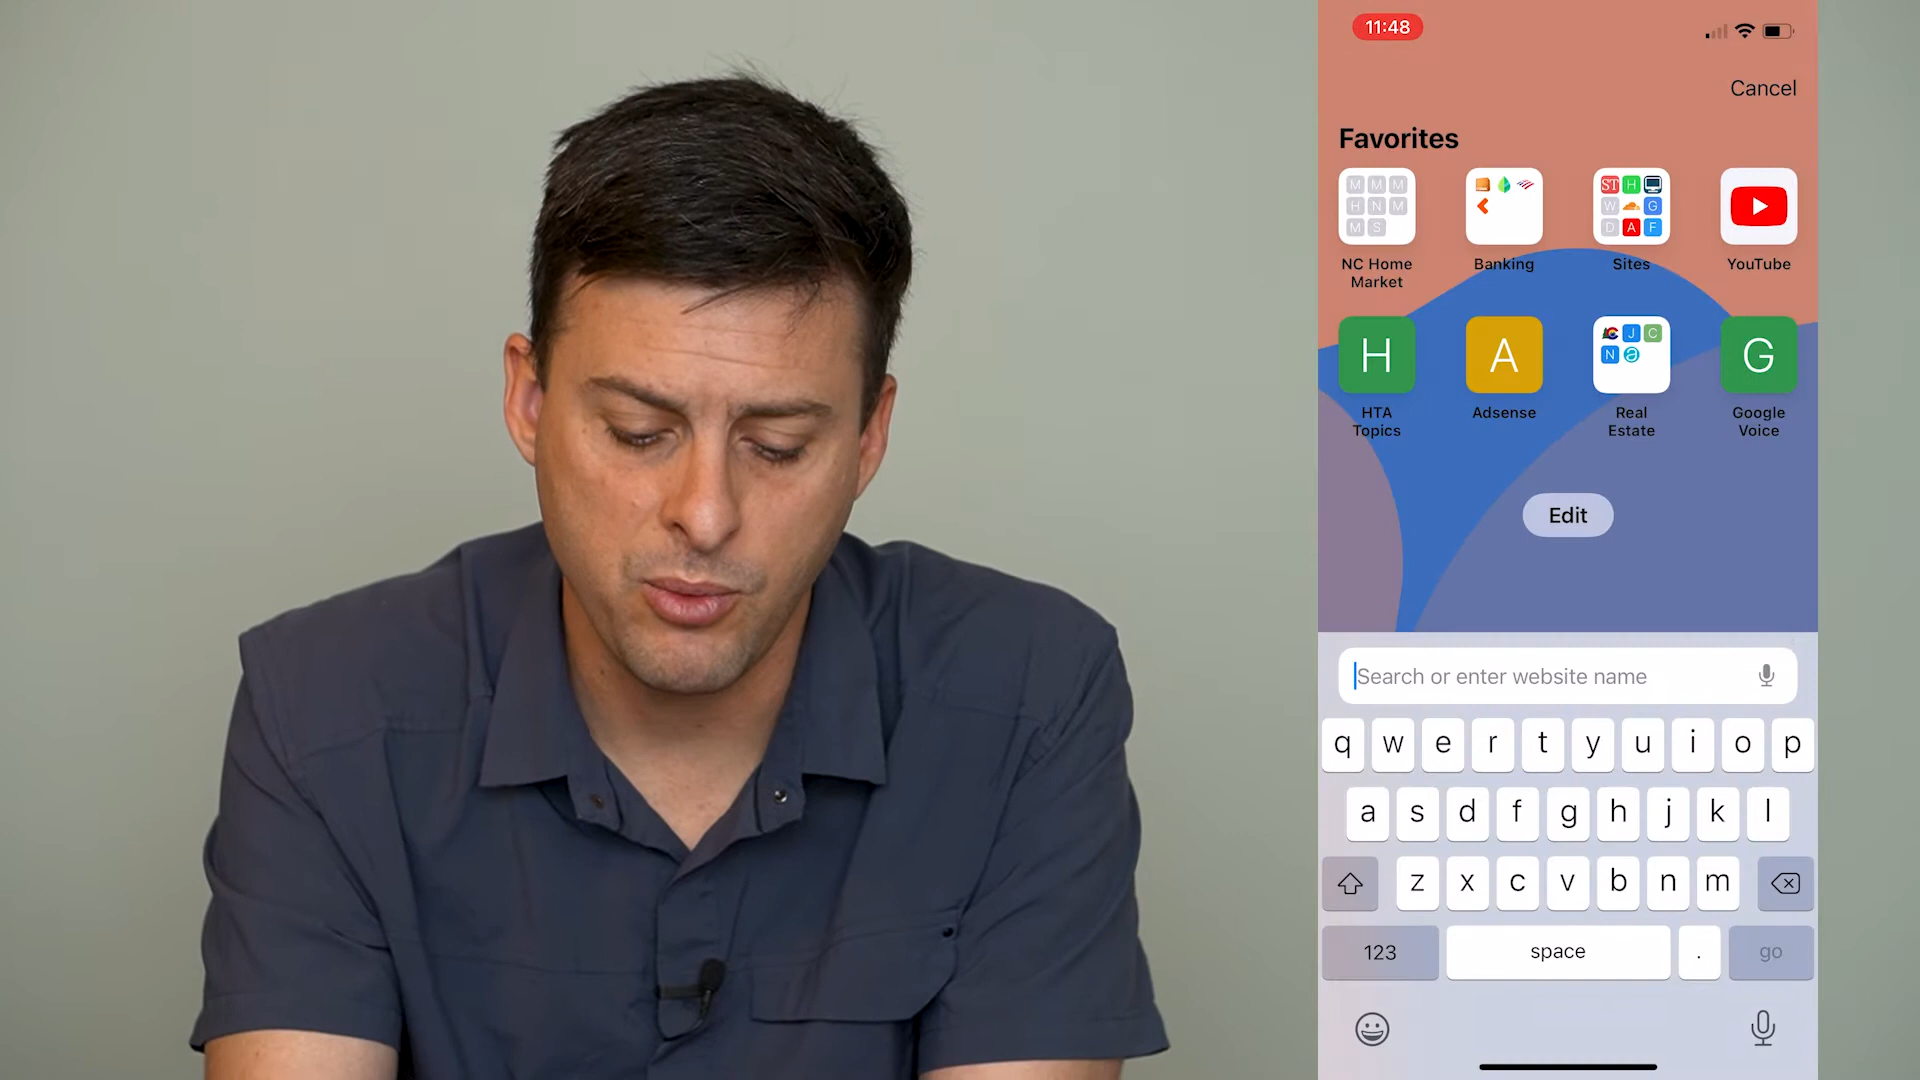 11:48
Cancel
Favorites
M M M
H N M
M S
ST H
W G
D A F
NC Home
Market
Banking
Sites
YouTube
H
A
J C
N a
G
HTA
Topics
Adsense
Real
Estate
Google
Voice
Edit
Search or enter website name
q w e r t y u i o p
a s d f g h j k l
z x c v b n m
123 space . go